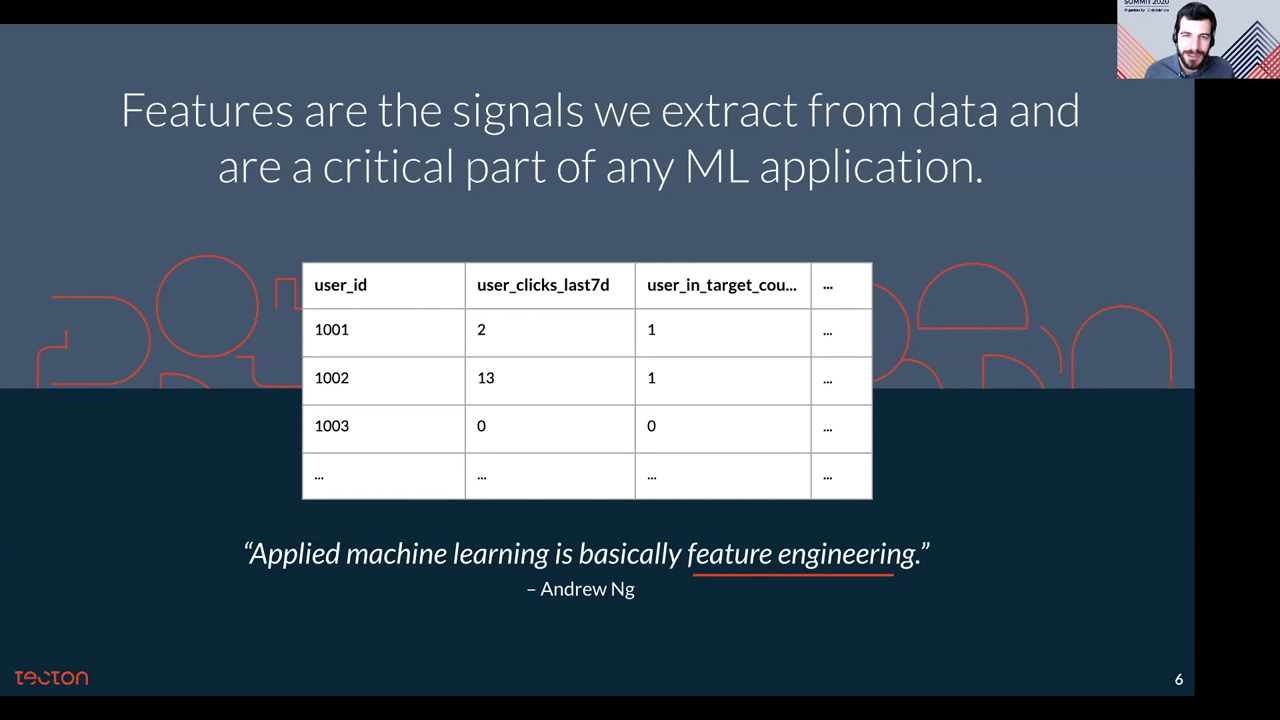 SUMMIT 2020
Features are the signals we extract from data and
are a critical part of any ML application.
user_id user_clicks_last7d user_in_target_cou... ...
1001 2 1 ...
1002 13 1 ...
1003 0 0 ...
... ... ... ...
“Applied machine learning is basically feature engineering.”
– Andrew Ng
tecton
6